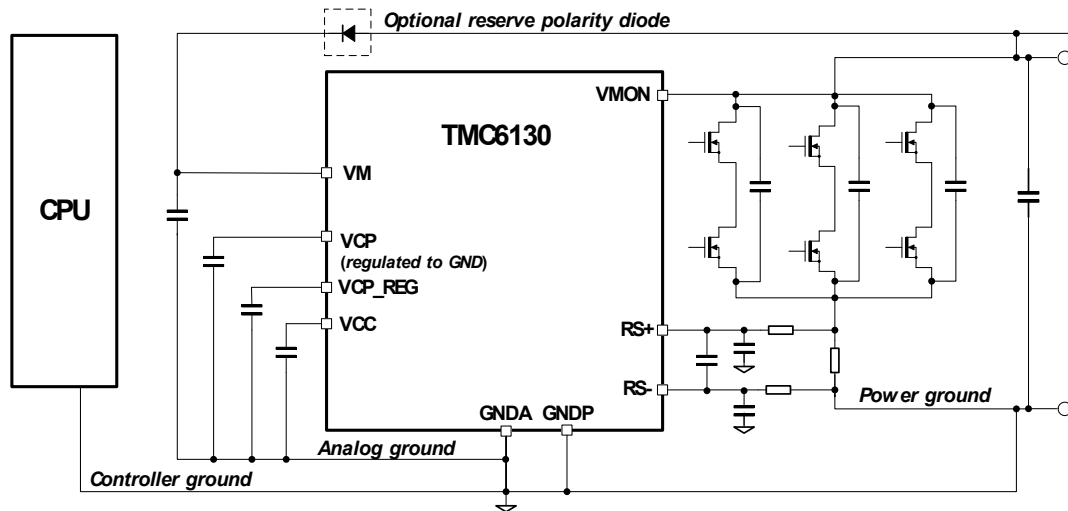 Optional reserve polarity diode
VMON
TMC6130
VM
CPU
VCP
(regulated to GND)
VCP_REG
VCC
RS+
RS-
Power ground
GNDA GNDP
Analog ground
Controller ground